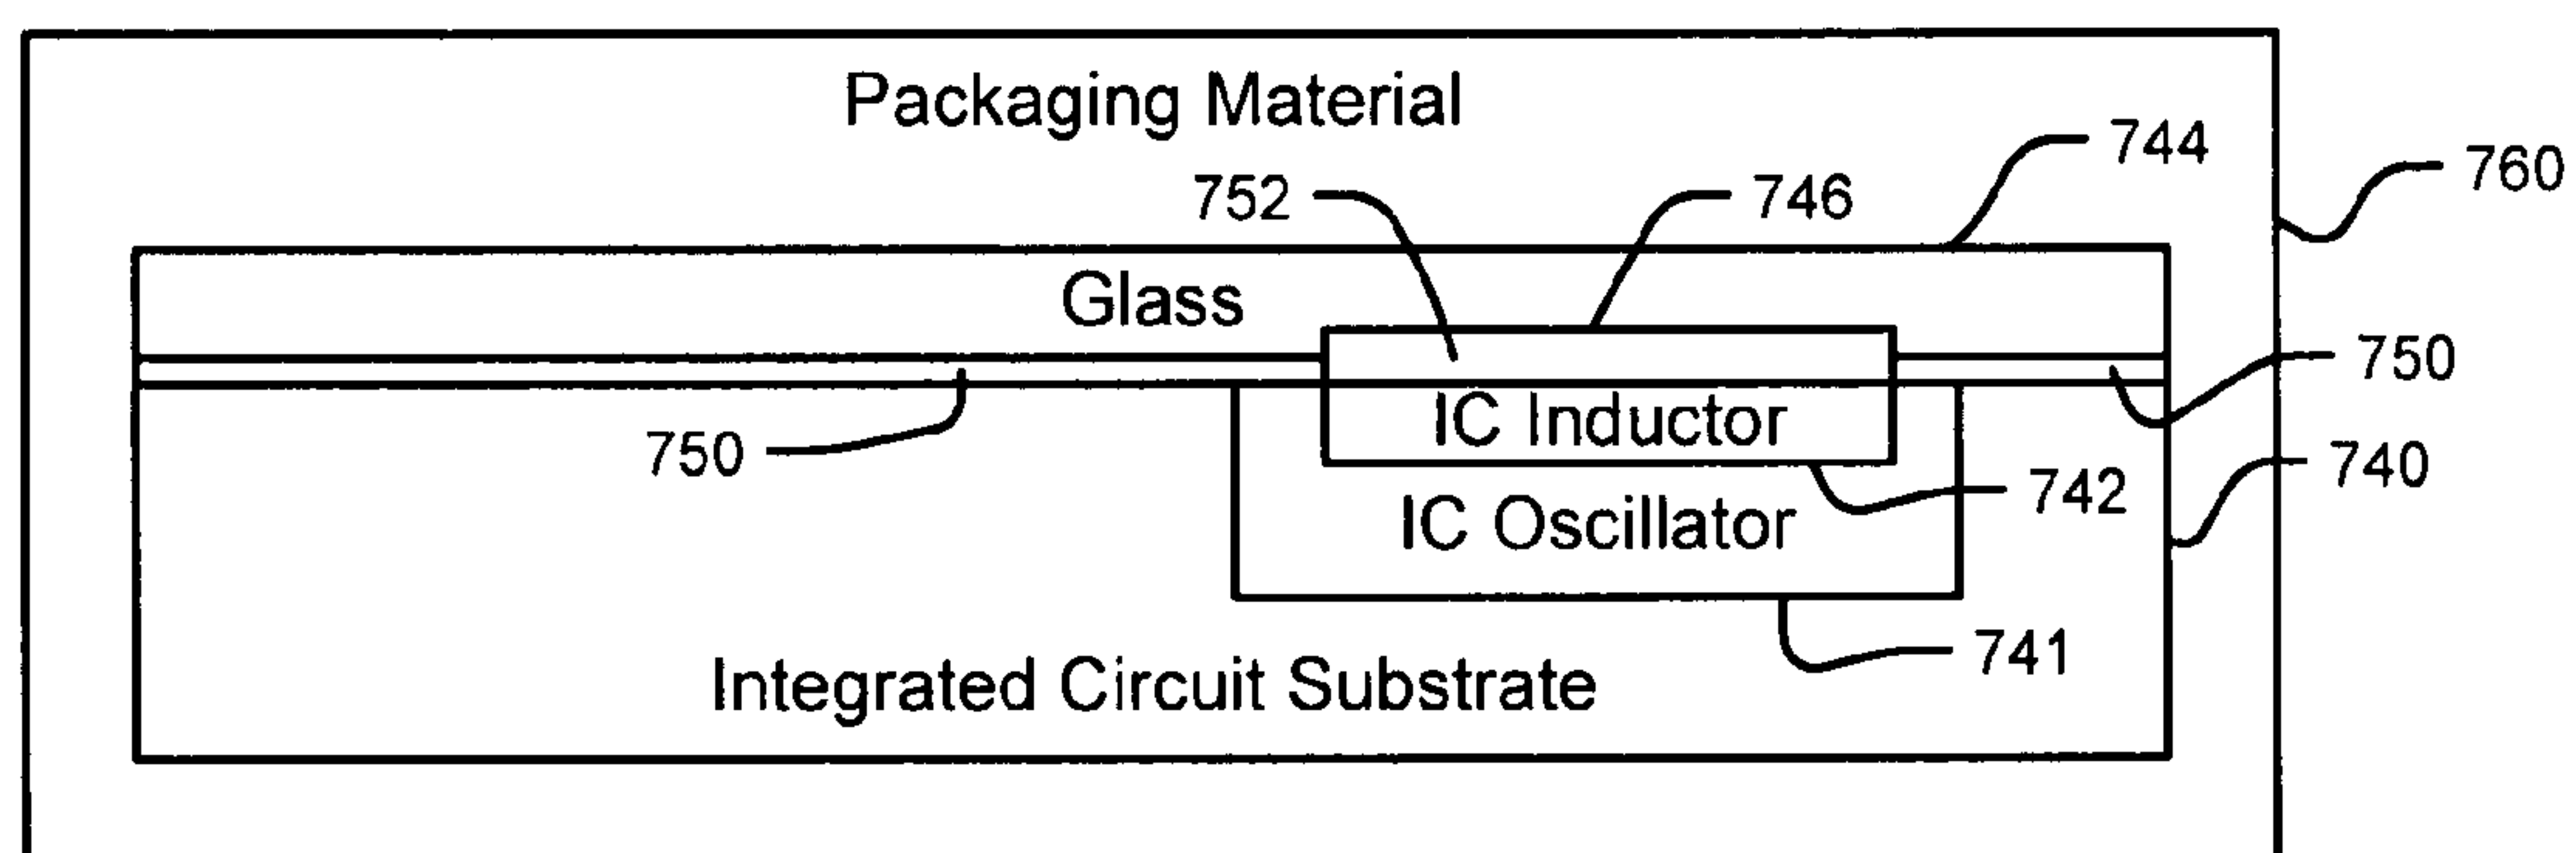 Packaging Material
744
760
752
746
Glass
750
IC Inductor
750
740
742
IC Oscillator
741
Integrated Circuit Substrate